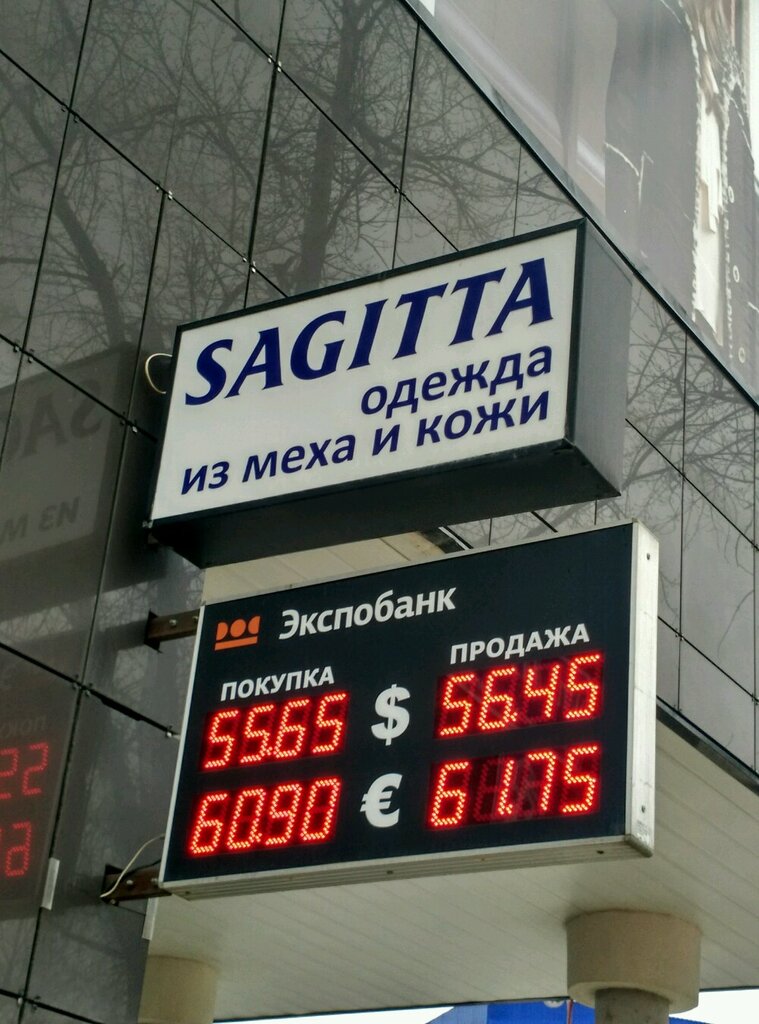 SAGITTA
одежда
из меха и кожи
Экспобанк
ПОКУПКА ПРОДАЖА
55.65 $ 56.45
60.90 € 61.75